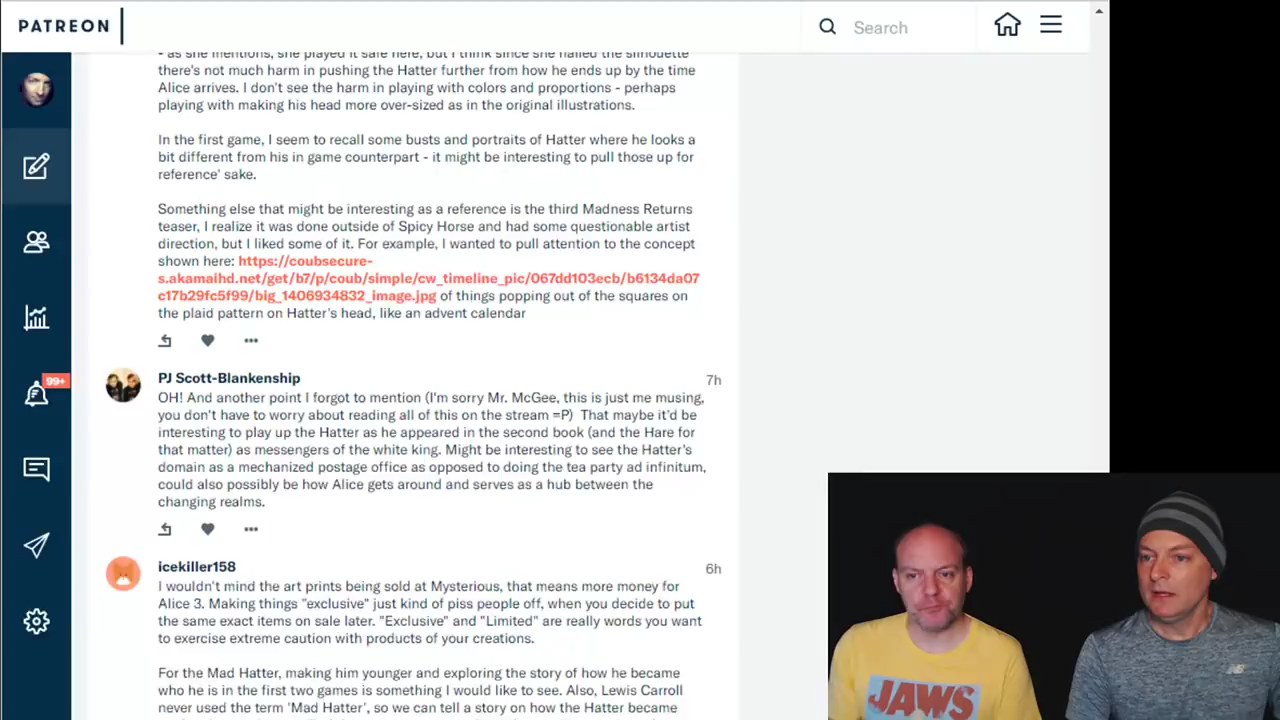 PATREON
Search
- as she mentions, she played it safe here, but I think since she nailed the silhouette
there's not much harm in pushing the Hatter further from how he ends up by the time
Alice arrives. I don't see the harm in playing with colors and proportions - perhaps
playing with making his head more over-sized as in the original illustrations.
In the first game, I seem to recall some busts and portraits of Hatter where he looks a
bit different from his in game counterpart - it might be interesting to pull those up for
reference' sake.
Something else that might be interesting as a reference is the third Madness Returns
teaser, I realize it was done outside of Spicy Horse and had some questionable artist
direction, but I liked some of it. For example, I wanted to pull attention to the concept
shown here: https://coubsecure-
s.akamaihd.net/get/b7/p/coub/simple/cw_timeline_pic/067dd103ecb/b6134da07
c17b29fc5f99/big_1406934832_image.jpg of things popping out of the squares on
the plaid pattern on Hatter's head, like an advent calendar
99+
PJ Scott-Blankenship
7h
OH! And another point I forgot to mention (I'm sorry Mr. McGee, this is just me musing,
you don't have to worry about reading all of this on the stream =P)  That maybe it'd be
interesting to play up the Hatter as he appeared in the second book (and the Hare for
that matter) as messengers of the white king. Might be interesting to see the Hatter's
domain as a mechanized postage office as opposed to doing the tea party ad infinitum,
could also possibly be how Alice gets around and serves as a hub between the
changing realms.
icekiller158
6h
I wouldn't mind the art prints being sold at Mysterious, that means more money for
Alice 3. Making things "exclusive" just kind of piss people off, when you decide to put
the same exact items on sale later. "Exclusive" and "Limited" are really words you want
to exercise extreme caution with products of your creations.
For the Mad Hatter, making him younger and exploring the story of how he became
who he is in the first two games is something I would like to see. Also, Lewis Carroll
never used the term 'Mad Hatter', so we can tell a story on how the Hatter became
JAWS